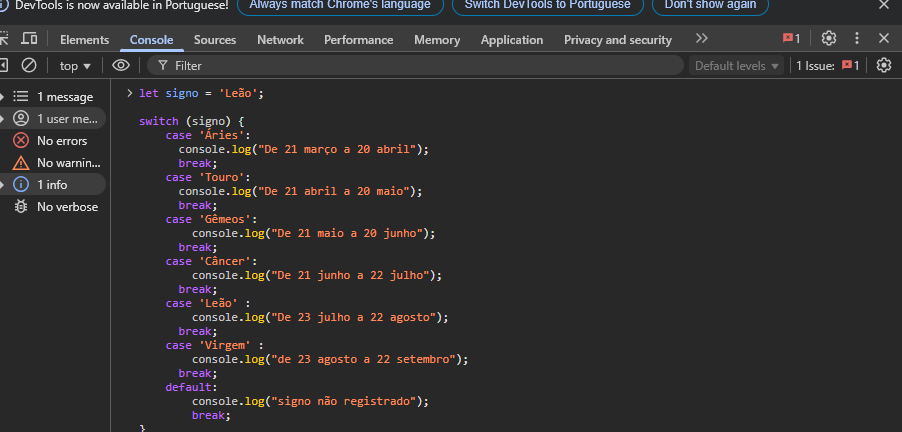 DevTools is now available in Portuguese! Always match Chrome's language Switch DevTools to Portuguese Don't show again
Elements Console Sources Network Performance Memory Application Privacy and security 1
top Filter Default levels 1 Issue: 1
1 message
1 user me...
No errors
No warnin...
1 info
No verbose
let signo = 'Leão';
switch (signo) {
case 'Áries':
console.log("De 21 março a 20 abril");
break;
case 'Touro':
console.log("De 21 abril a 20 maio");
break;
case 'Gêmeos':
console.log("De 21 maio a 20 junho");
break;
case 'Câncer':
console.log("De 21 junho a 22 julho");
break;
case 'Leão' :
console.log("De 23 julho a 22 agosto");
break;
case 'Virgem' :
console.log("de 23 agosto a 22 setembro");
break;
default:
console.log("signo não registrado");
break;
}